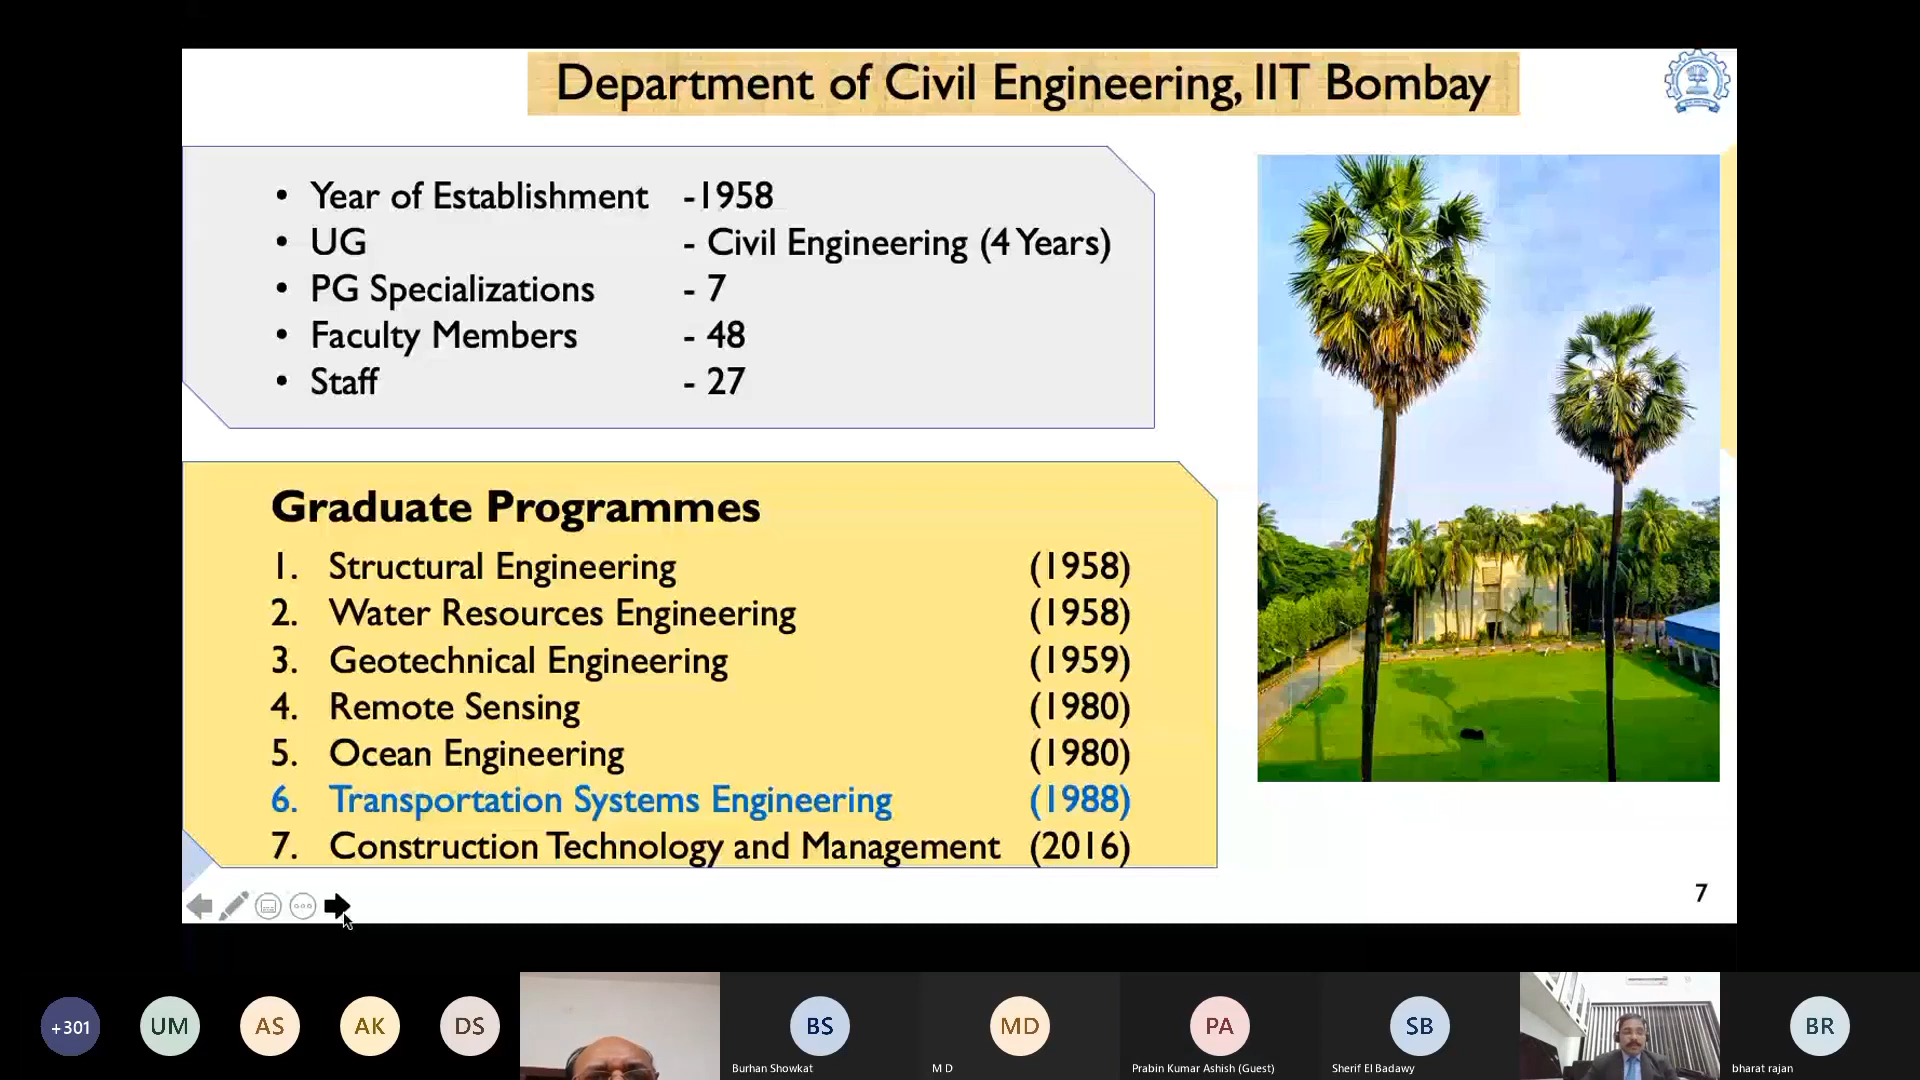 Department of Civil Engineering, IIT Bombay
• Year of Establishment -1958
• UG - Civil Engineering (4 Years)
• PG Specializations - 7
• Faculty Members - 48
• Staff - 27
Graduate Programmes
1. Structural Engineering (1958)
2. Water Resources Engineering (1958)
3. Geotechnical Engineering (1959)
4. Remote Sensing (1980)
5. Ocean Engineering (1980)
6. Transportation Systems Engineering (1988)
7. Construction Technology and Management (2016)
7
+301 UM AS AK DS BS MD PA SB BR
Burhan Showkat M D Prabin Kumar Ashish (Guest) Sherif El Badawy bharat rajan